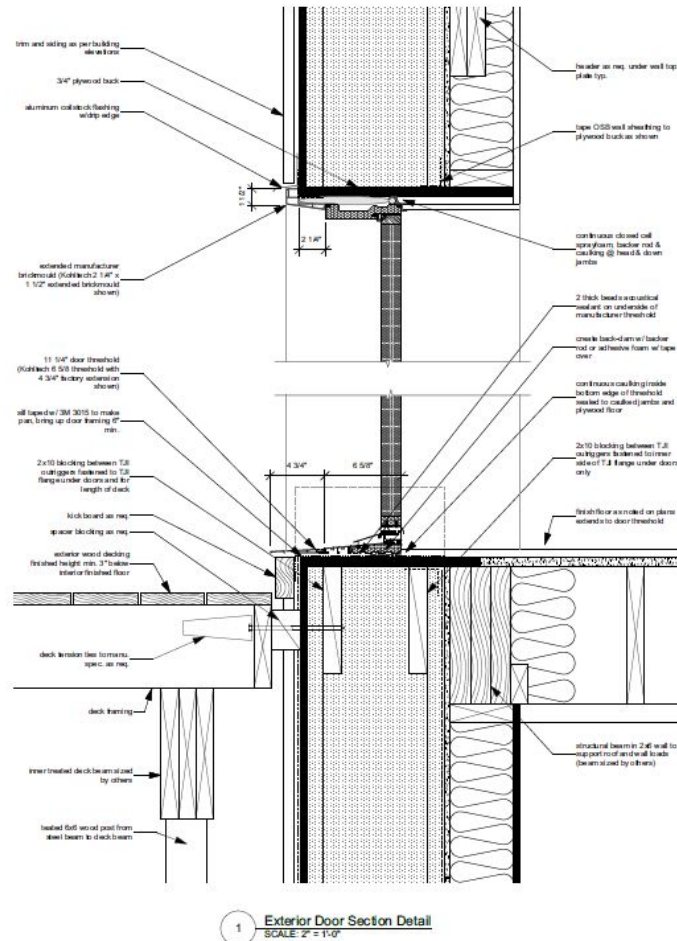 trim and siding as per building
elevations
3/4" plywood buck
aluminum coilstock flashing
w/drip edge
1 1/2"
2 1/4"
extended manufacturer
brickmould (Kohltech 2 1/4" x
1 1/2" extended brickmould
shown)
11 1/4" door threshold
(Kohltech 6 5/8 threshold with
4 3/4" factory extension
shown)
sill taped w/ 3M 3015 to make
pan, bring up door framing 6"
min.
4 3/4"
6 5/8"
2x10 blocking between TJI
outriggers fastened to TJI
flange under doors and for
length of deck
kick board as req.
spacer blocking as req.
exterior wood decking
finished height min. 3" below
interior finished floor
deck tension ties to manu.
spec. as req.
deck framing
inner treated deck beam sized
by others
teated 6x6 wood post from
steel beam to deck beam
header as req. under wall top
plate typ.
tape OSB wall sheathing to
plywood buck as shown
continuous closed cell
sprayfoam, backer rod &
caulking @ head & down
jambs
2 thick beads acoustical
sealant on underside of
manufacturer threshold
create back-dam w/ backer
rod or adhesive foam w/ tape
over
continuous caulking inside
bottom edge of threshold
sealed to caulked jambs and
plywood floor
2x10 blocking between TJI
outriggers fastened to inner
side of TJI flange under doors
only
finish floor as noted on plans
extends to door threshold
structural beam in 2x6 wall to
support roof and wall loads
(beam sized by others)
1
Exterior Door Section Detail
SCALE: 2" = 1'-0"